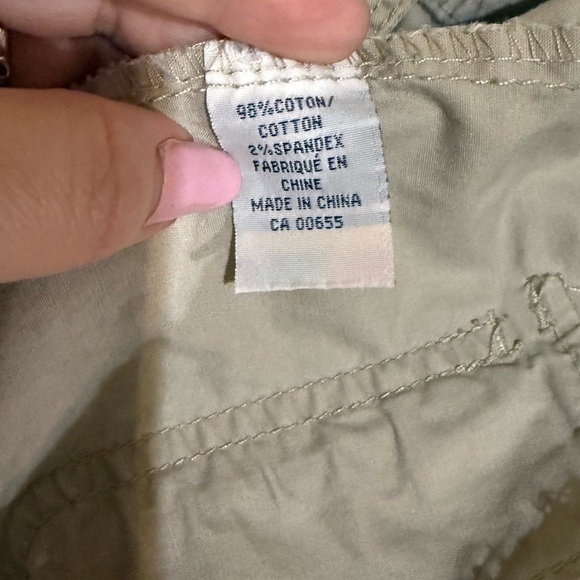 98%COTON/
COTTON
2%SPANDEX
FABRIQUÉ EN
CHINE
MADE IN CHINA
CA 00655